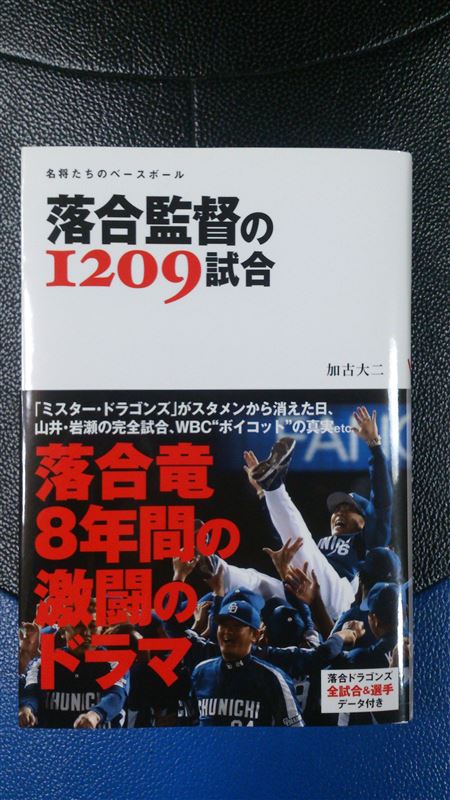 名将たちのベースボール
落合監督の
1209試合
加古大二
「ミスター・ドラゴンズ」がスタメンから消えた日、
山井・岩瀬の完全試合、WBC“ボイコット”の真実etc
落合竜
8年間の
激闘の
ドラマ
CHUNICHI
HUNICHI
落合ドラゴンズ
全試合&選手
データ付き